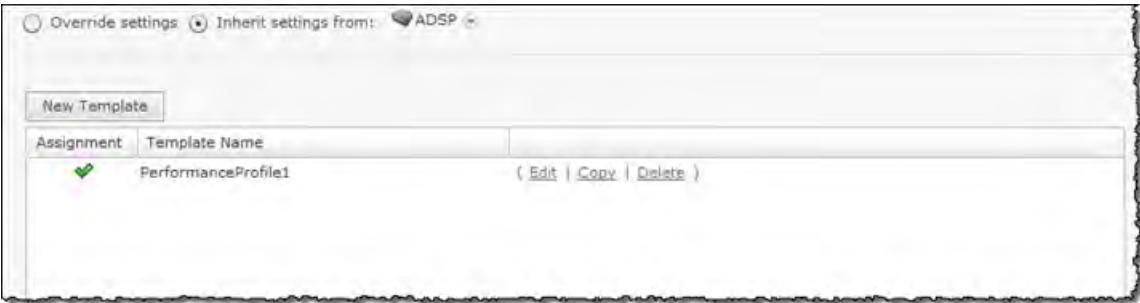 Override settings Inherit settings from: ADSP
New Template
Assignment Template Name
PerformanceProfile1 ( Edit | Copy | Delete )